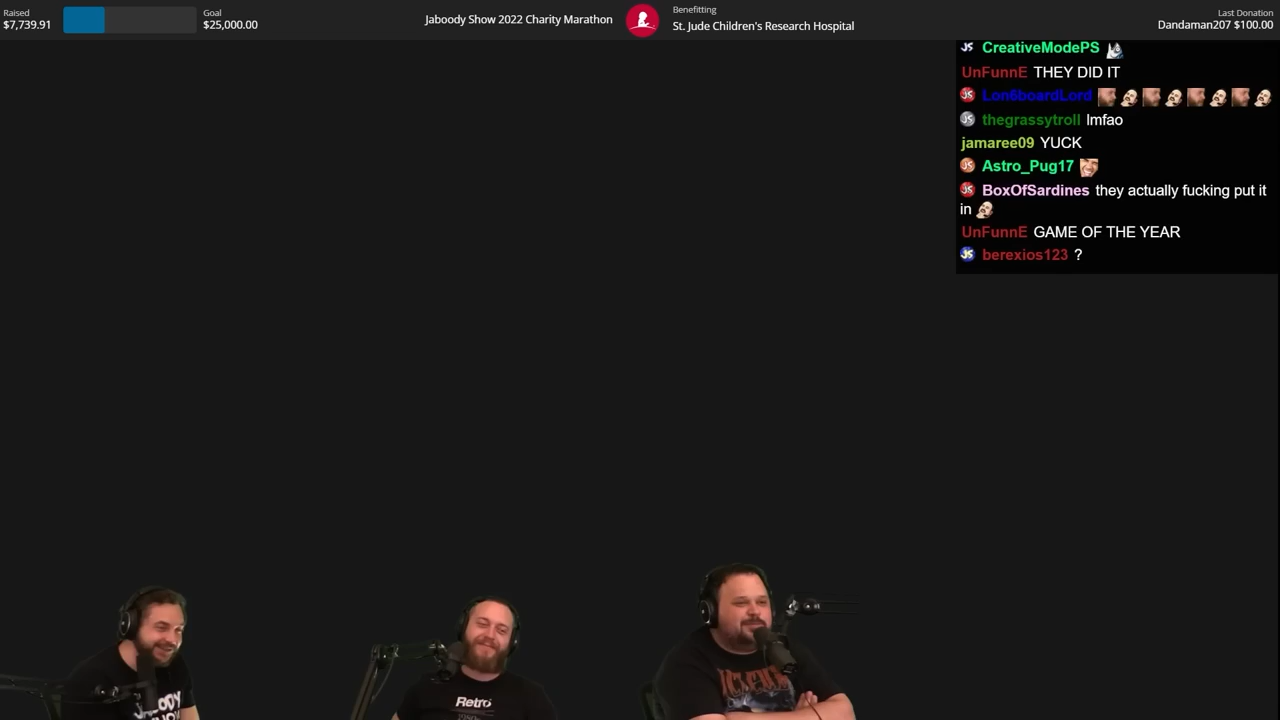 Raised
$7,739.91
Goal
$25,000.00
Jaboody Show 2022 Charity Marathon
Benefitting
St. Jude Children's Research Hospital
Last Donation
Dandaman207 $100.00
CreativeModePS
UnFunnE THEY DID IT
Lon6boardLord
thegrassytroll lmfao
jamaree09 YUCK
Astro_Pug17
BoxOfSardines they actually fucking put it
in
UnFunnE GAME OF THE YEAR
berexios123 ?
Retro